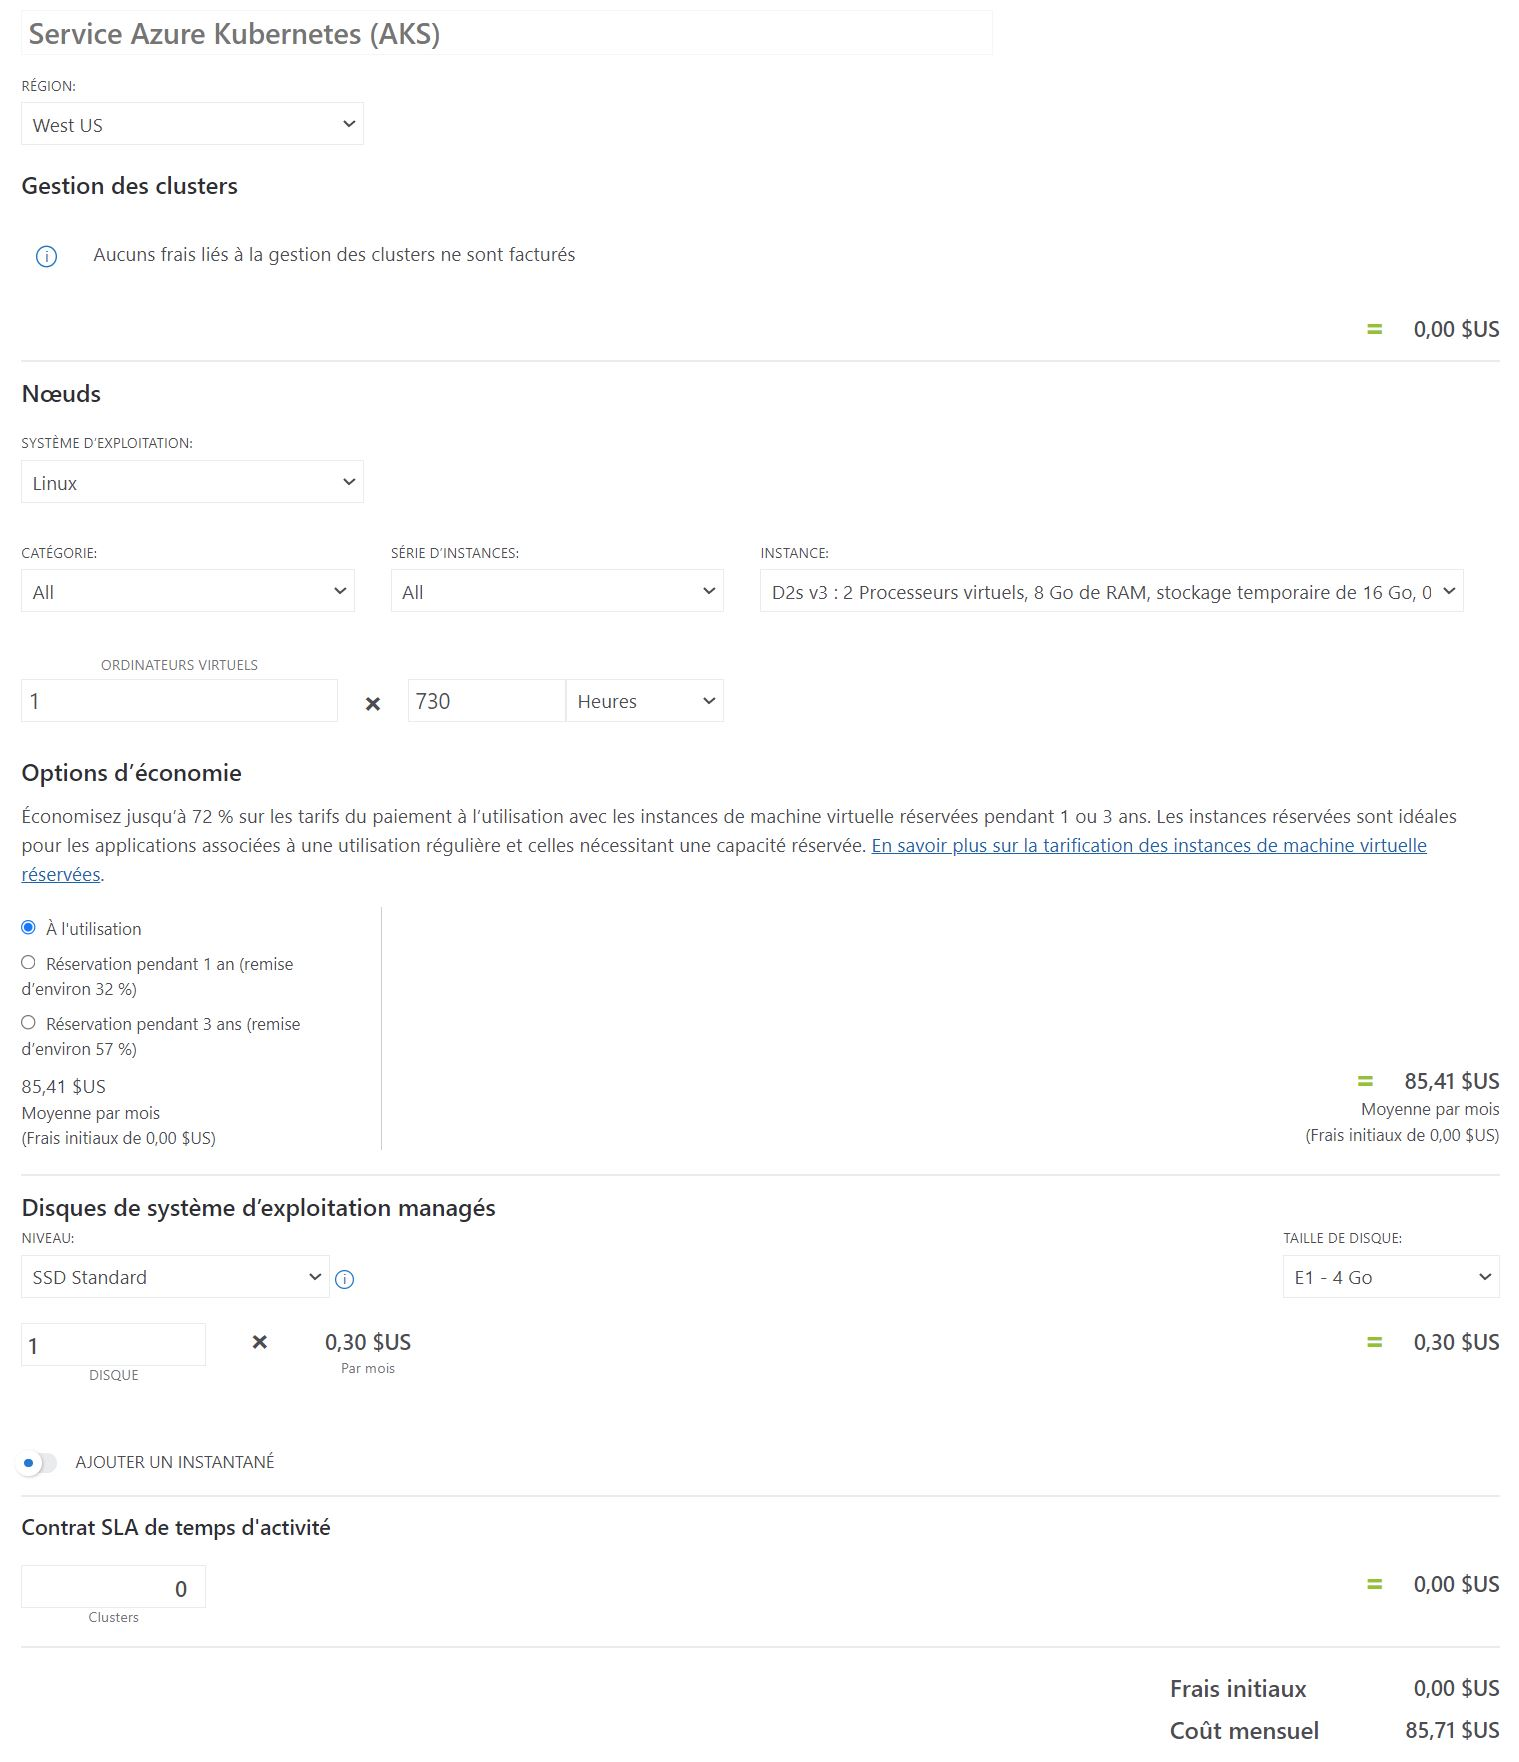 Service Azure Kubernetes (AKS)
RÉGION:
West US
Gestion des clusters
Aucuns frais liés à la gestion des clusters ne sont facturés
= 0,00 $US
Nœuds
SYSTÈME D’EXPLOITATION:
Linux
CATÉGORIE: SÉRIE D’INSTANCES: INSTANCE:
All All D2s v3 : 2 Processeurs virtuels, 8 Go de RAM, stockage temporaire de 16 Go, 0
ORDINATEURS VIRTUELS
1 × 730 Heures
Options d’économie
Économisez jusqu’à 72 % sur les tarifs du paiement à l’utilisation avec les instances de machine virtuelle réservées pendant 1 ou 3 ans. Les instances réservées sont idéales
pour les applications associées à une utilisation régulière et celles nécessitant une capacité réservée. En savoir plus sur la tarification des instances de machine virtuelle
réservées.
À l'utilisation
Réservation pendant 1 an (remise
d’environ 32 %)
Réservation pendant 3 ans (remise
d’environ 57 %)
85,41 $US
Moyenne par mois
(Frais initiaux de 0,00 $US)
= 85,41 $US
Moyenne par mois
(Frais initiaux de 0,00 $US)
Disques de système d’exploitation managés
NIVEAU: TAILLE DE DISQUE:
SSD Standard E1 - 4 Go
1 × 0,30 $US = 0,30 $US
DISQUE Par mois
AJOUTER UN INSTANTANÉ
Contrat SLA de temps d'activité
0 = 0,00 $US
Clusters
Frais initiaux 0,00 $US
Coût mensuel 85,71 $US